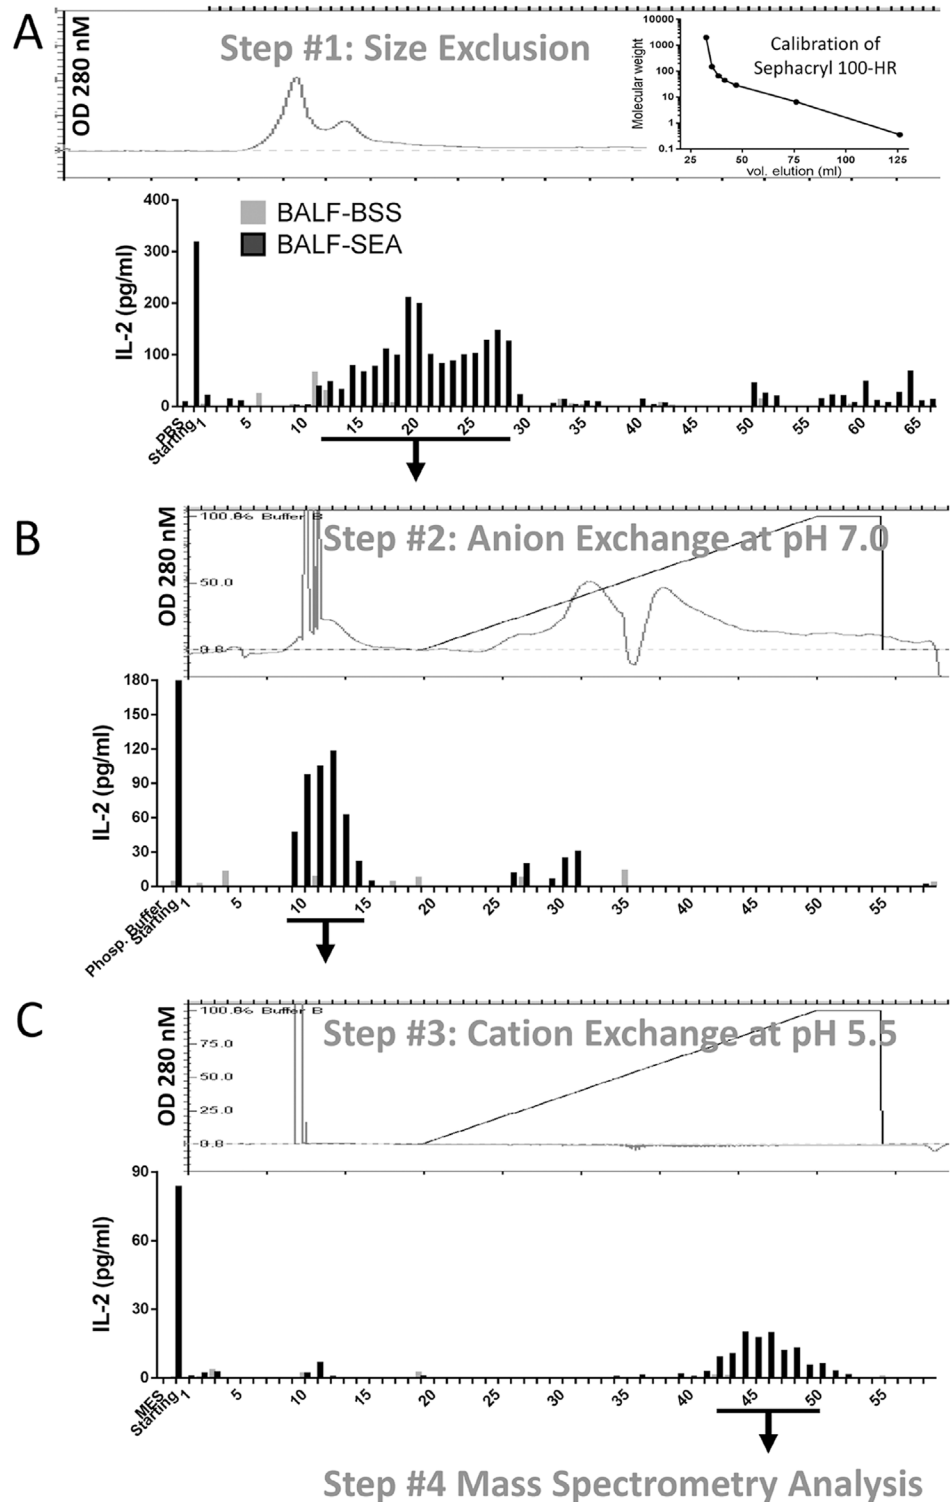 A
OD 280 nM
Step #1: Size Exclusion
Calibration of
Sephacryl 100-HR
Molecular weight
10000
1000
100
10
1
0.1
25
50
75
100
125
vol. elution (ml)
IL-2 (pg/ml)
400
300
200
100
0
BALF-BSS
BALF-SEA
PBS
Starting
1
5
10
15
20
25
30
35
40
45
50
55
60
65
B
OD 280 nM
Step #2: Anion Exchange at pH 7.0
100.0% Buffer B
50.0
0.0
IL-2 (pg/ml)
180
150
120
90
60
30
0
Phosp. Buffer
Starting
1
5
10
15
20
25
30
35
40
45
50
55
C
OD 280 nM
Step #3: Cation Exchange at pH 5.5
100.0% Buffer B
75.0
50.0
25.0
0.0
IL-2 (pg/ml)
90
60
30
0
MES
Starting
1
5
10
15
20
25
30
35
40
45
50
55
Step #4 Mass Spectrometry Analysis